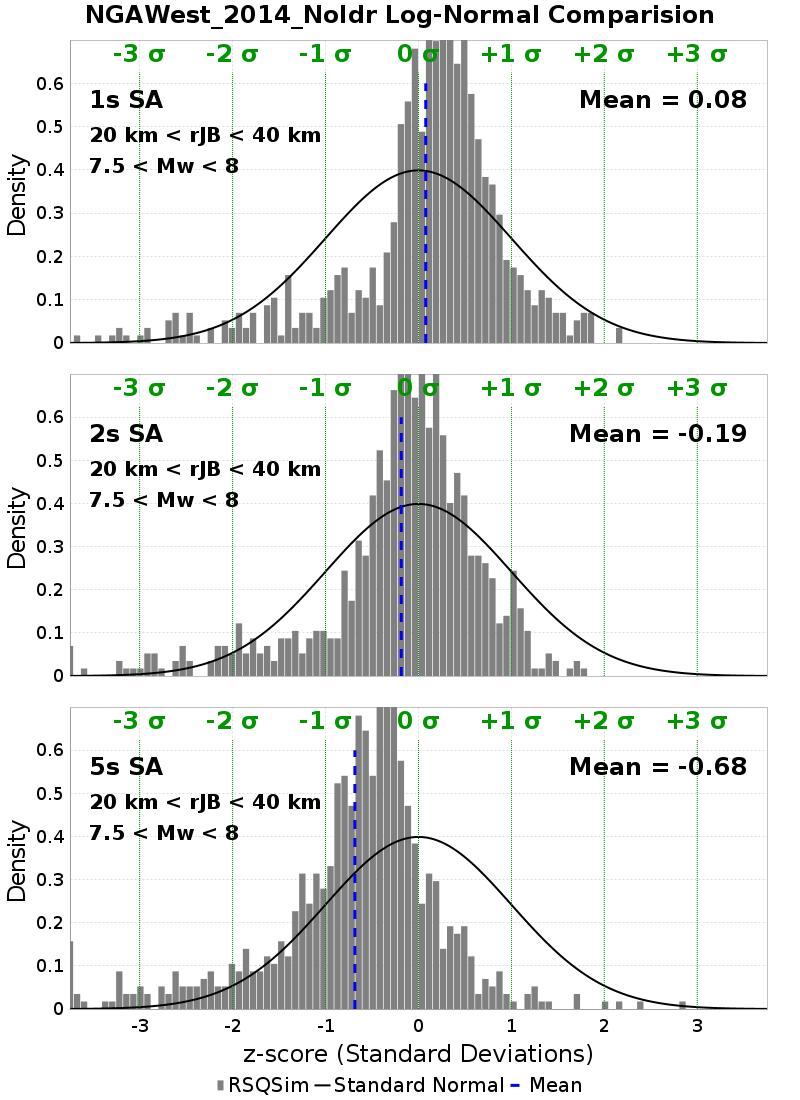 NGAWest_2014_NoIdr Log-Normal Comparision
-3 σ -2 σ -1 σ 0 σ +1 σ +2 σ +3 σ
1s SA
Mean = 0.08
20 km < rJB < 40 km
7.5 < Mw < 8
Density
0.6
0.5
0.4
0.3
0.2
0.1
0
-3 σ -2 σ -1 σ 0 σ +1 σ +2 σ +3 σ
2s SA
Mean = -0.19
20 km < rJB < 40 km
7.5 < Mw < 8
Density
0.6
0.5
0.4
0.3
0.2
0.1
0
-3 σ -2 σ -1 σ 0 σ +1 σ +2 σ +3 σ
5s SA
Mean = -0.68
20 km < rJB < 40 km
7.5 < Mw < 8
Density
0.6
0.5
0.4
0.3
0.2
0.1
0
-3 -2 -1 0 1 2 3
z-score (Standard Deviations)
RSQSim Standard Normal Mean